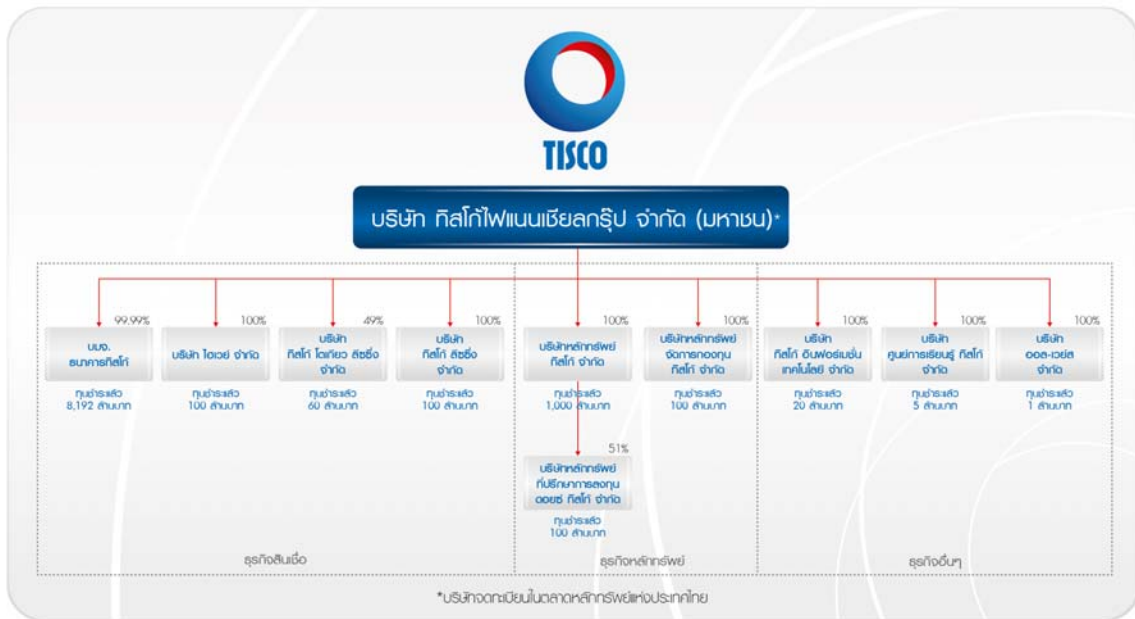 TISCO
บริษัท ทิสโก้ไฟแนนเชียลกรุ๊ป จำกัด (มหาชน)*
99.99%
บมจ.
ธนาคารทิสโก้
ทุนชำระแล้ว
8,192 ล้านบาท
100%
บริษัท ไฮเวย์ จำกัด
ทุนชำระแล้ว
100 ล้านบาท
49%
บริษัท
ทิสโก้ โตเกียว ลีซซิ่ง
จำกัด
ทุนชำระแล้ว
60 ล้านบาท
100%
บริษัท
ทิสโก้ ลีซซิ่ง
จำกัด
ทุนชำระแล้ว
100 ล้านบาท
ธุรกิจสินเชื่อ
100%
บริษัทหลักทรัพย์
ทิสโก้ จำกัด
ทุนชำระแล้ว
1,000 ล้านบาท
51%
บริษัทหลักทรัพย์
ที่ปรึกษาการลงทุน
ดอยซ์ ทิสโก้ จำกัด
ทุนชำระแล้ว
100 ล้านบาท
100%
บริษัทหลักทรัพย์
จัดการกองทุน
ทิสโก้ จำกัด
ทุนชำระแล้ว
100 ล้านบาท
ธุรกิจหลักทรัพย์
100%
บริษัท
ทิสโก้ อินฟอร์เมชั่น
เทคโนโลยี จำกัด
ทุนชำระแล้ว
20 ล้านบาท
100%
บริษัท
ศูนย์การเรียนรู้ ทิสโก้
จำกัด
ทุนชำระแล้ว
5 ล้านบาท
100%
บริษัท
ออล-เวย์ส
จำกัด
ทุนชำระแล้ว
1 ล้านบาท
ธุรกิจอื่นๆ
*บริษัทจดทะเบียนในตลาดหลักทรัพย์แห่งประเทศไทย